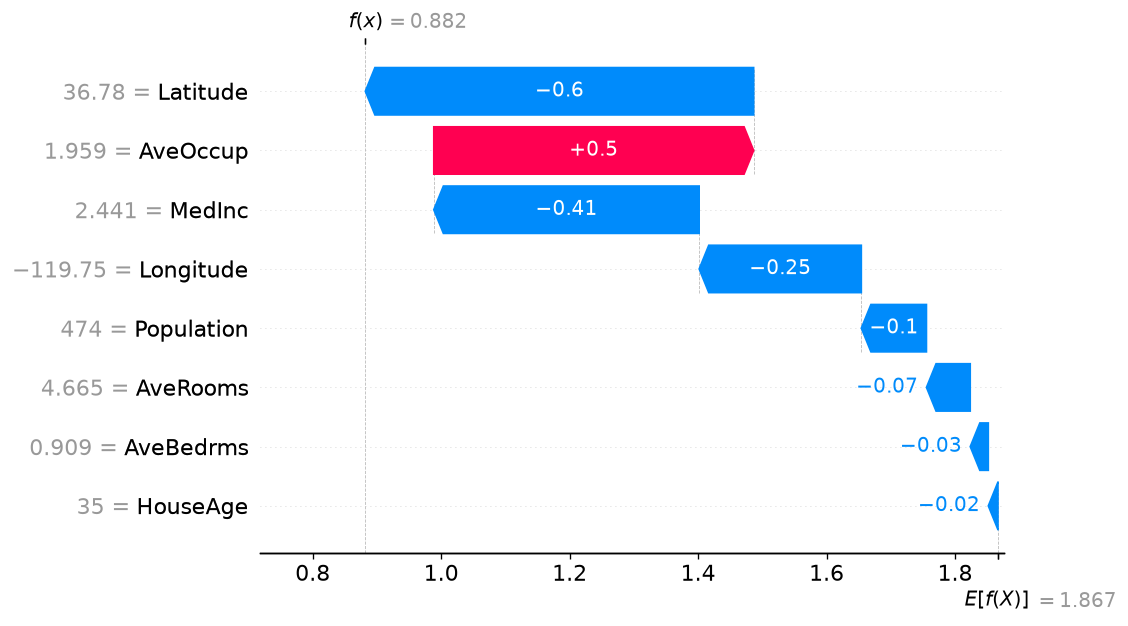 f(x) = 0.882
36.78 = Latitude −0.6
1.959 = AveOccup +0.5
2.441 = MedInc −0.41
−119.75 = Longitude −0.25
474 = Population −0.1
4.665 = AveRooms −0.07
0.909 = AveBedrms −0.03
35 = HouseAge −0.02
0.8 1.0 1.2 1.4 1.6 1.8
E[f(X)] = 1.867